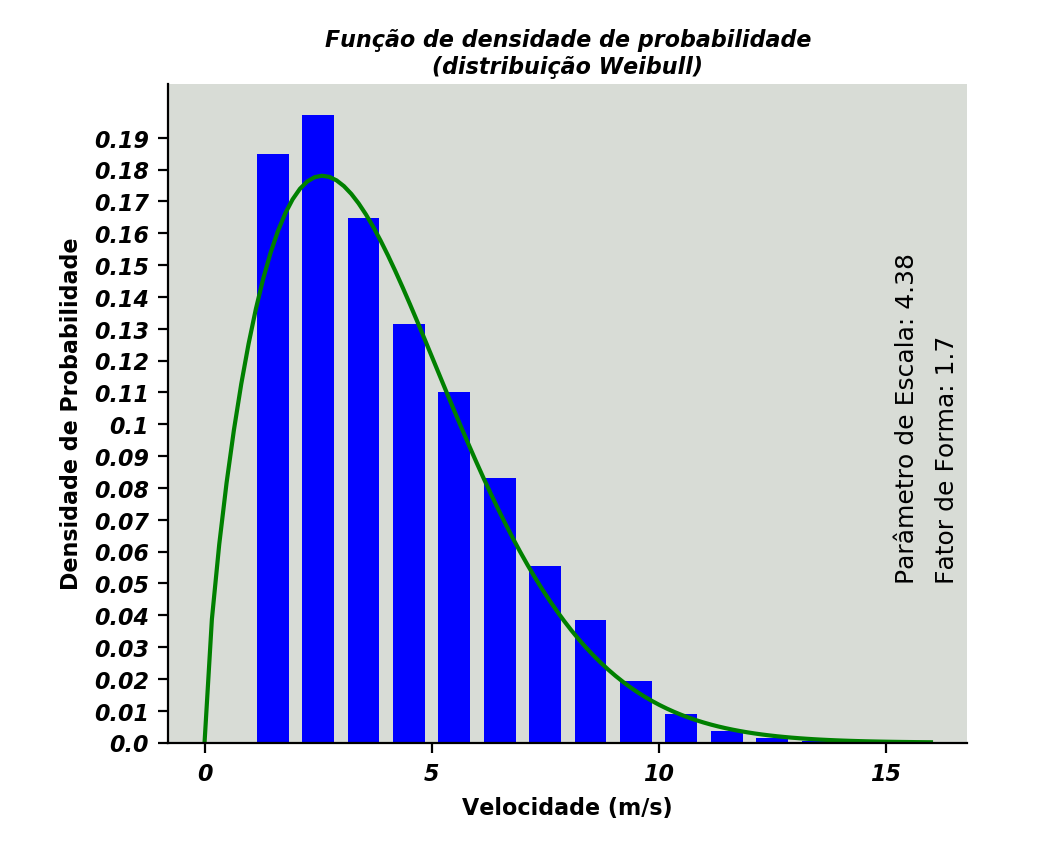 Função de densidade de probabilidade
(distribuição Weibull)
Densidade de Probabilidade
0.19
0.18
0.17
0.16
0.15
0.14
0.13
0.12
0.11
0.1
0.09
0.08
0.07
0.06
0.05
0.04
0.03
0.02
0.01
0.0
Parâmetro de Escala: 4.38
Fator de Forma: 1.7
0 5 10 15
Velocidade (m/s)